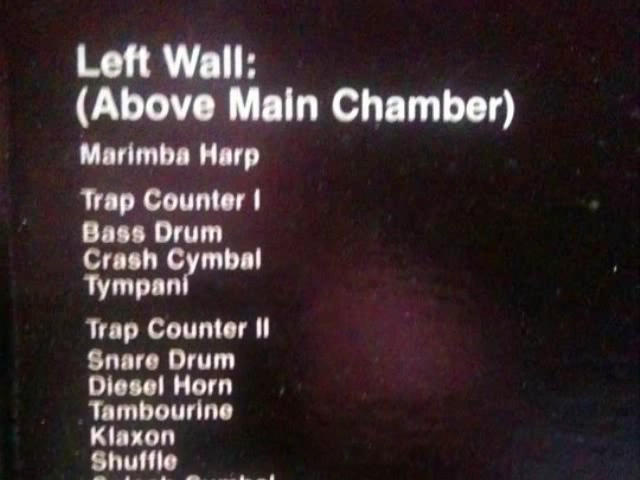 Left Wall:
(Above Main Chamber)
Marimba Harp
Trap Counter I
Bass Drum
Crash Cymbal
Tympani
Trap Counter II
Snare Drum
Diesel Horn
Tambourine
Klaxon
Shuffle